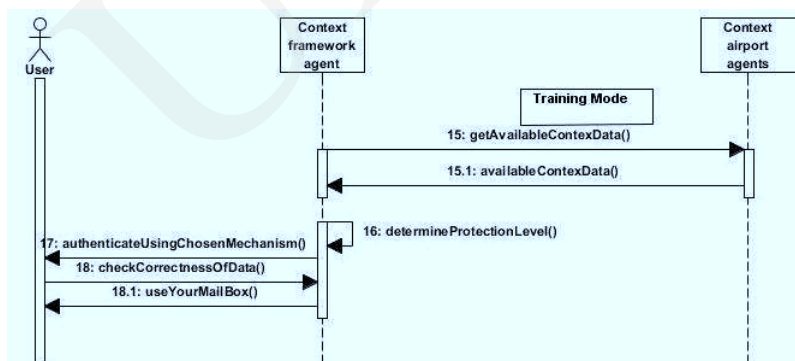 User
Context
framework
agent
Context
airport
agents
Training Mode
15: getAvailableContexData()
15.1: availableContexData()
16: determineProtectionLevel()
17: authenticateUsingChosenMechanism()
18: checkCorrectnessOfData()
18.1: useYourMailBox()